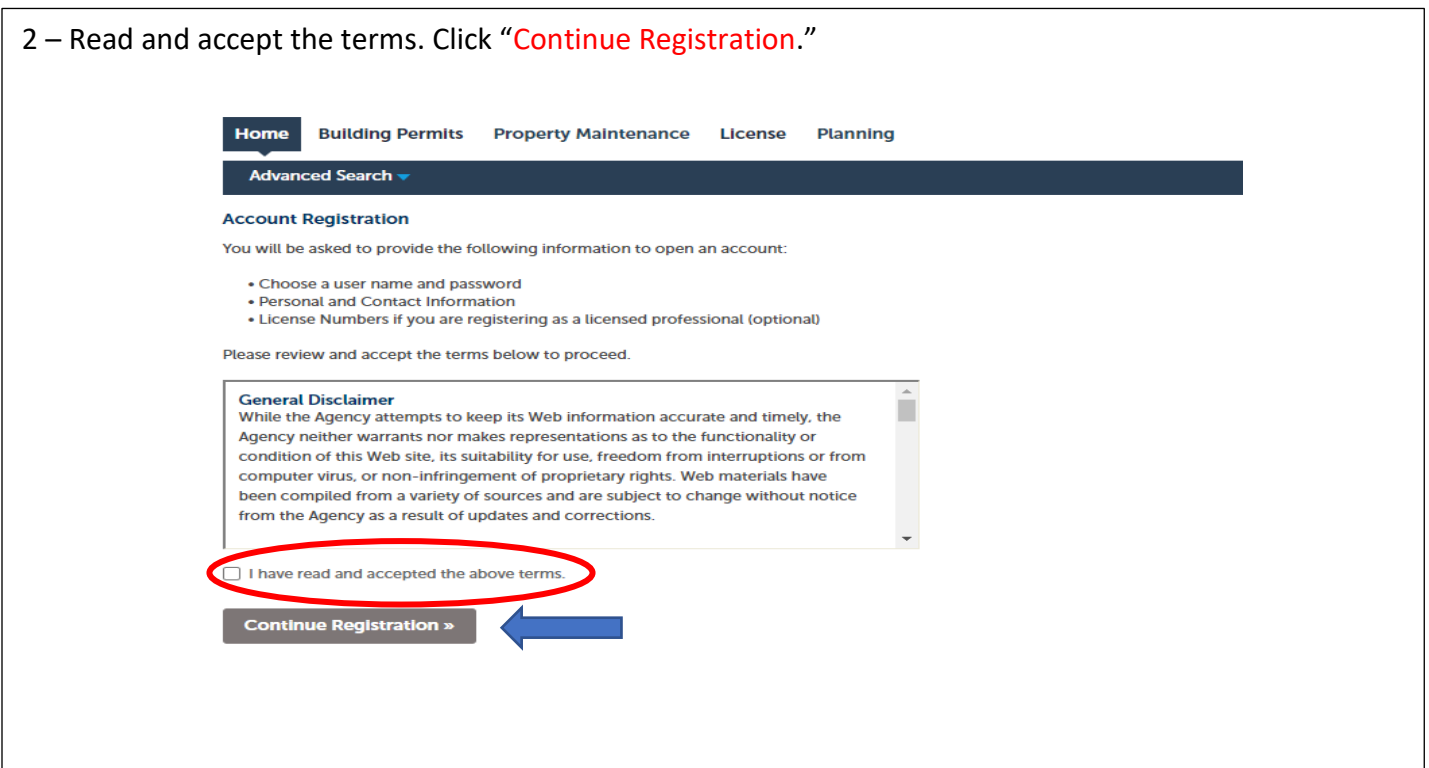 2 – Read and accept the terms. Click “Continue Registration.”
Home Building Permits Property Maintenance License Planning
Advanced Search
Account Registration
You will be asked to provide the following information to open an account:
• Choose a user name and password
• Personal and Contact Information
• License Numbers if you are registering as a licensed professional (optional)
Please review and accept the terms below to proceed.
General Disclaimer
While the Agency attempts to keep its Web information accurate and timely, the
Agency neither warrants nor makes representations as to the functionality or
condition of this Web site, its suitability for use, freedom from interruptions or from
computer virus, or non-infringement of proprietary rights. Web materials have
been compiled from a variety of sources and are subject to change without notice
from the Agency as a result of updates and corrections.
I have read and accepted the above terms.
Continue Registration »